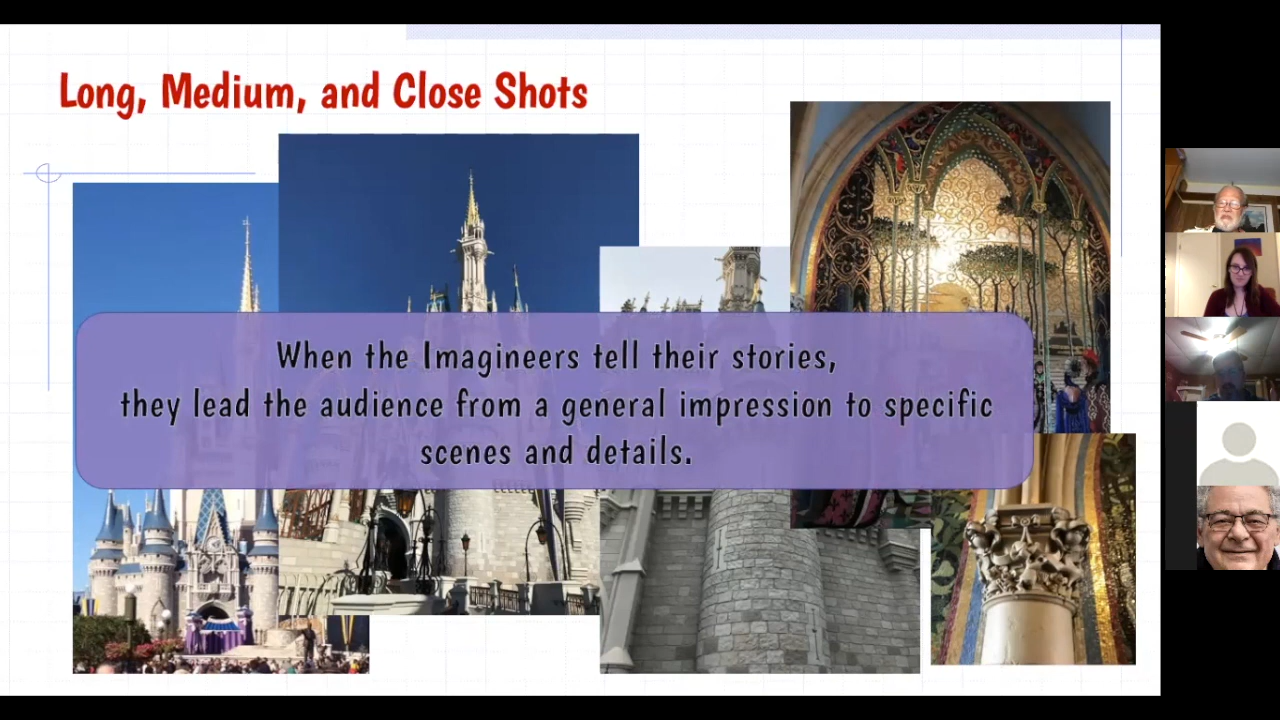 Long, Medium, and Close Shots
When the Imagineers tell their stories,
they lead the audience from a general impression to specific
scenes and details.